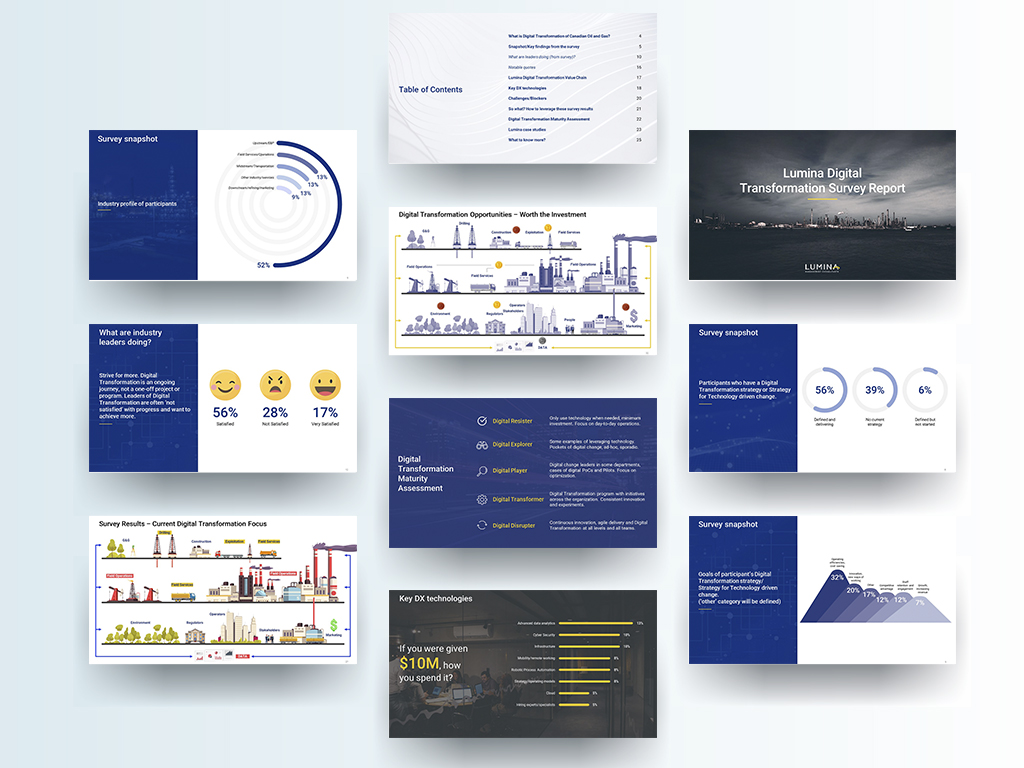 Table of Contents
What is Digital Transformation of Canadian Oil and Gas? 4
Snapshot/Key findings from the survey 5
What are leaders doing (from survey)? 10
Notable quotes 16
Lumina Digital Transformation Value Chain 17
Key DX technologies 18
Challenges/Blockers 20
So what? How to leverage these survey results 21
Digital Transformation Maturity Assessment 22
Lumina case studies 23
What to know more? 25
Survey snapshot
Industry profile of participants
Upstream E&P
Field Services/Operations
Midstream/Transportation
Other industry/services
Downstream/refining/marketing
13%
13%
13%
9%
52%
Digital Transformation Opportunities – Worth the Investment
G&G
Drilling
Construction
Exploitation
Field Services
Field Operations
Field Services
Field Operations
Environment
Regulators
Operators
Stakeholders
People
Marketing
DATA
Lumina Digital
Transformation Survey Report
LUMINA
What are industry
leaders doing?
Strive for more. Digital
Transformation is an ongoing
journey, not a one-off project or
program. Leaders of Digital
Transformation are often 'not
satisfied' with progress and want to
achieve more.
56%
Satisfied
28%
Not Satisfied
17%
Very Satisfied
Digital
Transformation
Maturity
Assessment
Digital Resister
Only use technology when needed, minimum
investment. Focus on day-to-day operations.
Digital Explorer
Some examples of leveraging technology.
Pockets of digital change, ad-hoc, sporadic.
Digital Player
Digital change leaders in some departments,
cases of digital PoCs and Pilots. Focus on
optimization.
Digital Transformer
Digital Transformation program with initiatives
across the organization. Consistent innovation
and experiments.
Digital Disrupter
Continuous innovation, agile delivery and Digital
Transformation at all levels and all teams.
Survey snapshot
Participants who have a Digital
Transformation strategy or Strategy
for Technology driven change.
56%
Defined and
delivering
39%
No current
strategy
6%
Defined but
not started
Survey Results – Current Digital Transformation Focus
G&G
Drilling
Construction
Exploitation
Field Services
Field Operations
Field Services
Field Operations
Environment
Regulators
Operators
Stakeholders
Marketing
DATA
Key DX technologies
If you were given
$10M, how
you spend it?
Advanced data analytics
Cyber Security
Infrastructure
Mobility/remote working
Robotic Process Automation
Strategy/Operating models
Cloud
Hiring experts/specialists
Survey snapshot
Goals of participant's Digital
Transformation strategy/
Strategy for Technology driven
change.
('other' category will be defined)
32%
20%
17%
12%
12%
7%